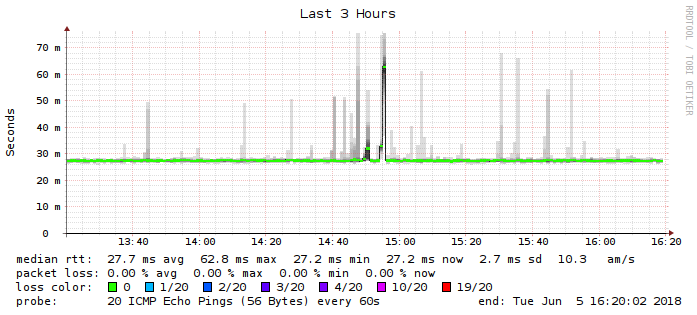 Last 3 Hours
RRDTOOL / TOBI OETIKER
Seconds
70 m
60 m
50 m
40 m
30 m
20 m
10 m
0
13:40 14:00 14:20 14:40 15:00 15:20 15:40 16:00 16:20
median rtt: 27.7 ms avg 62.8 ms max 27.2 ms min 27.2 ms now 2.7 ms sd 10.3 am/s
packet loss: 0.00 % avg 0.00 % max 0.00 % min 0.00 % now
loss color: 0 1/20 2/20 3/20 4/20 10/20 19/20
probe: 20 ICMP Echo Pings (56 Bytes) every 60s end: Tue Jun 5 16:20:02 2018